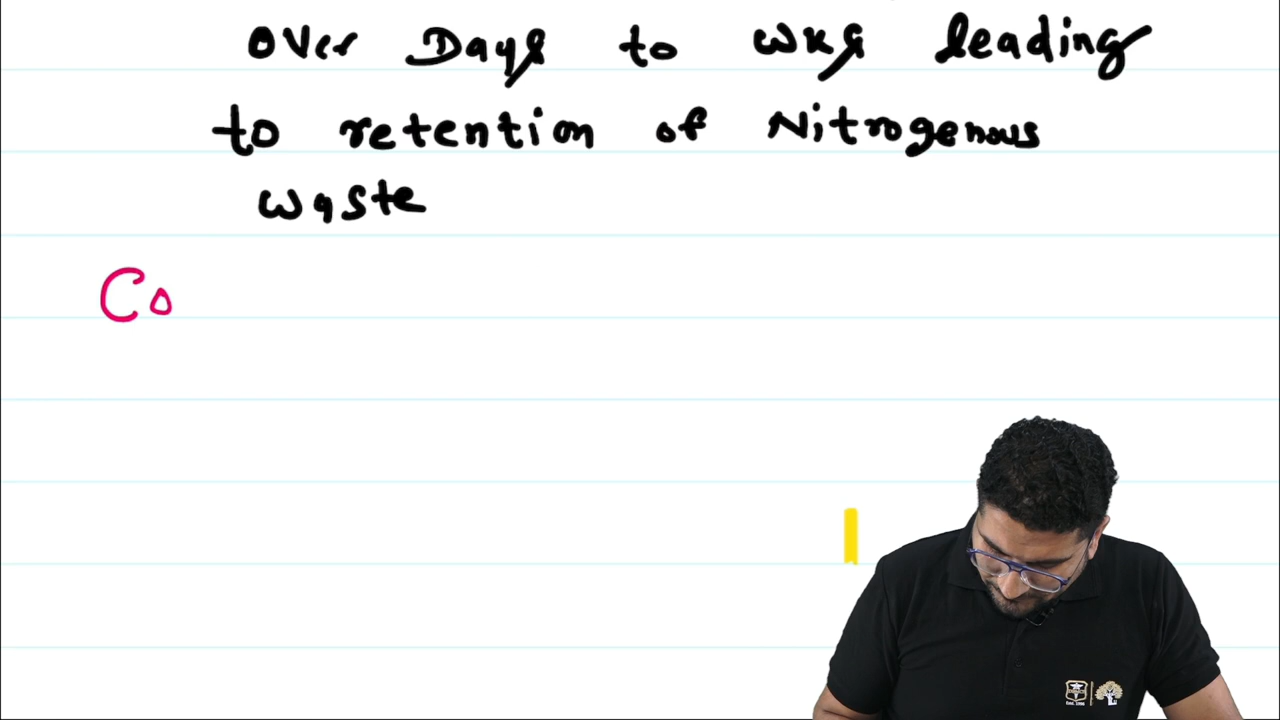 over Days to wks leading
to retention of Nitrogenous
waste
Co